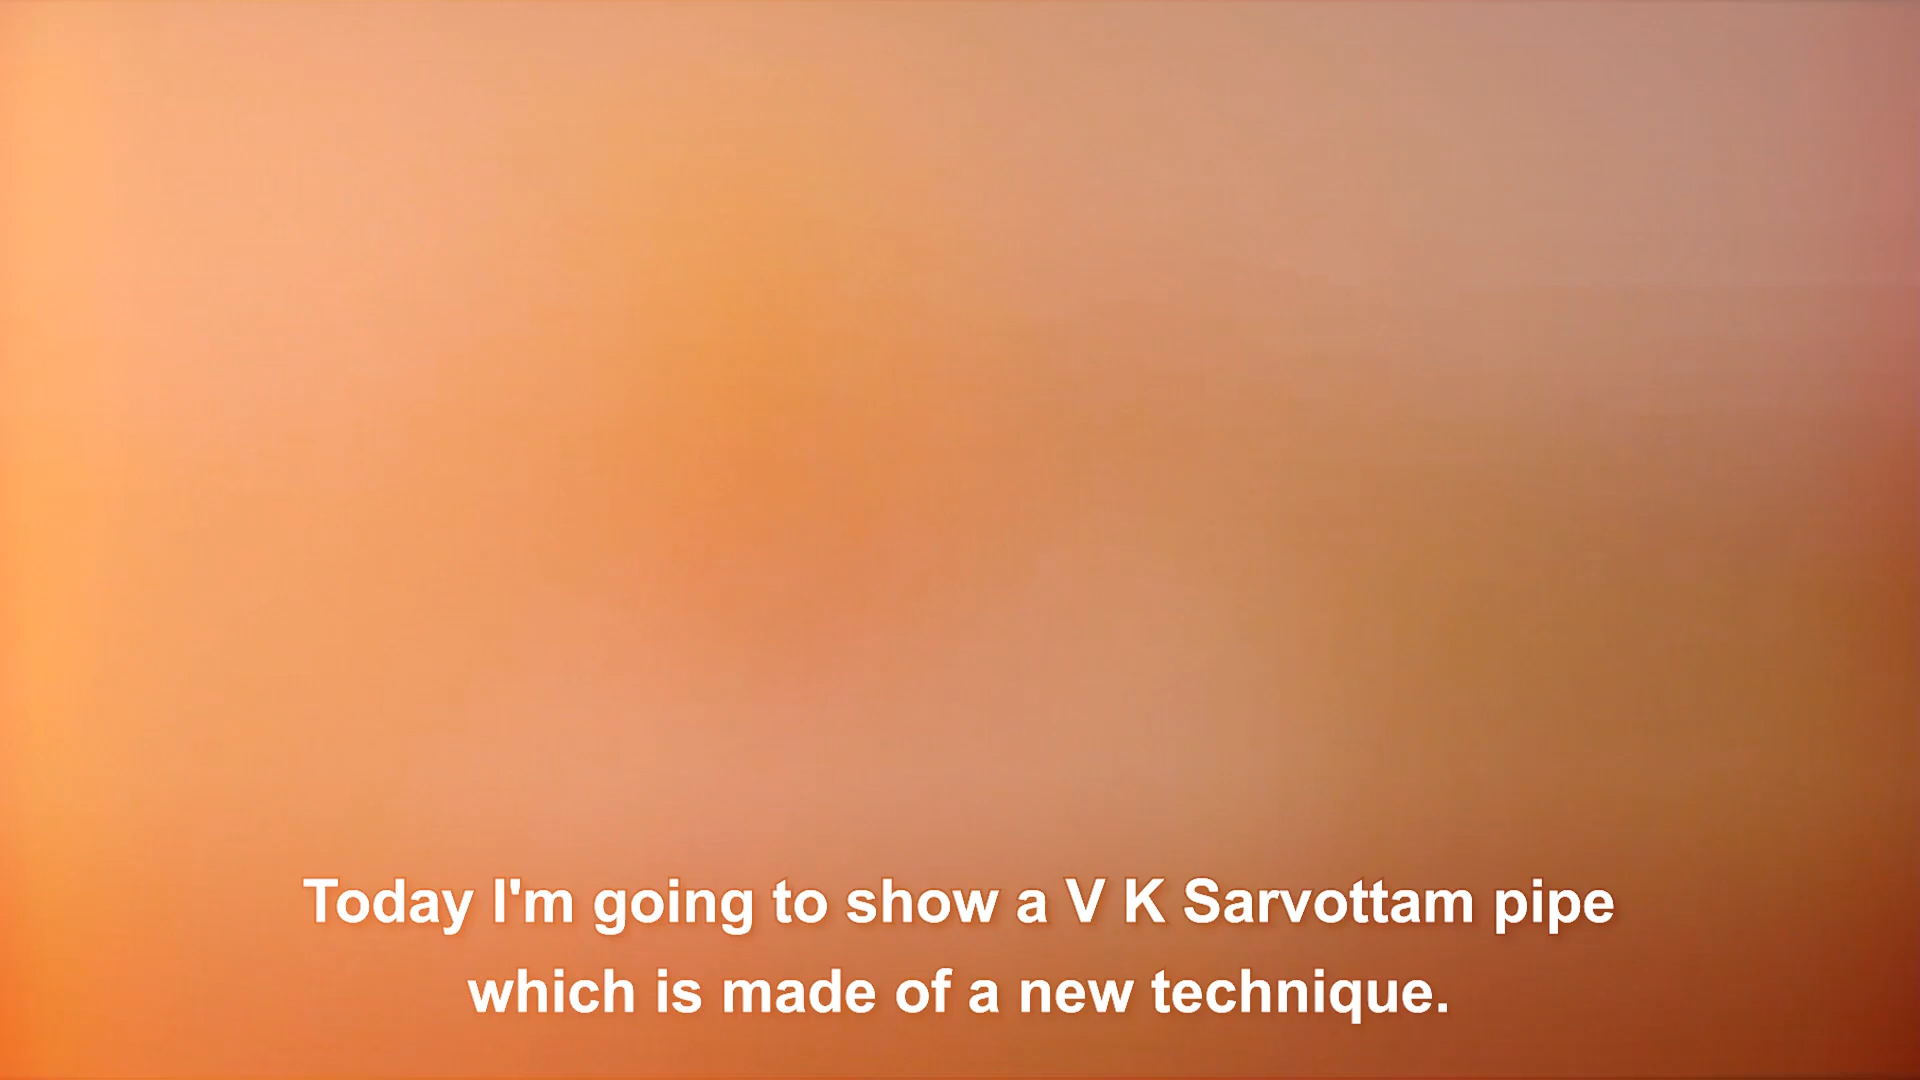 Today I'm going to show a V K Sarvottam pipe
which is made of a new technique.